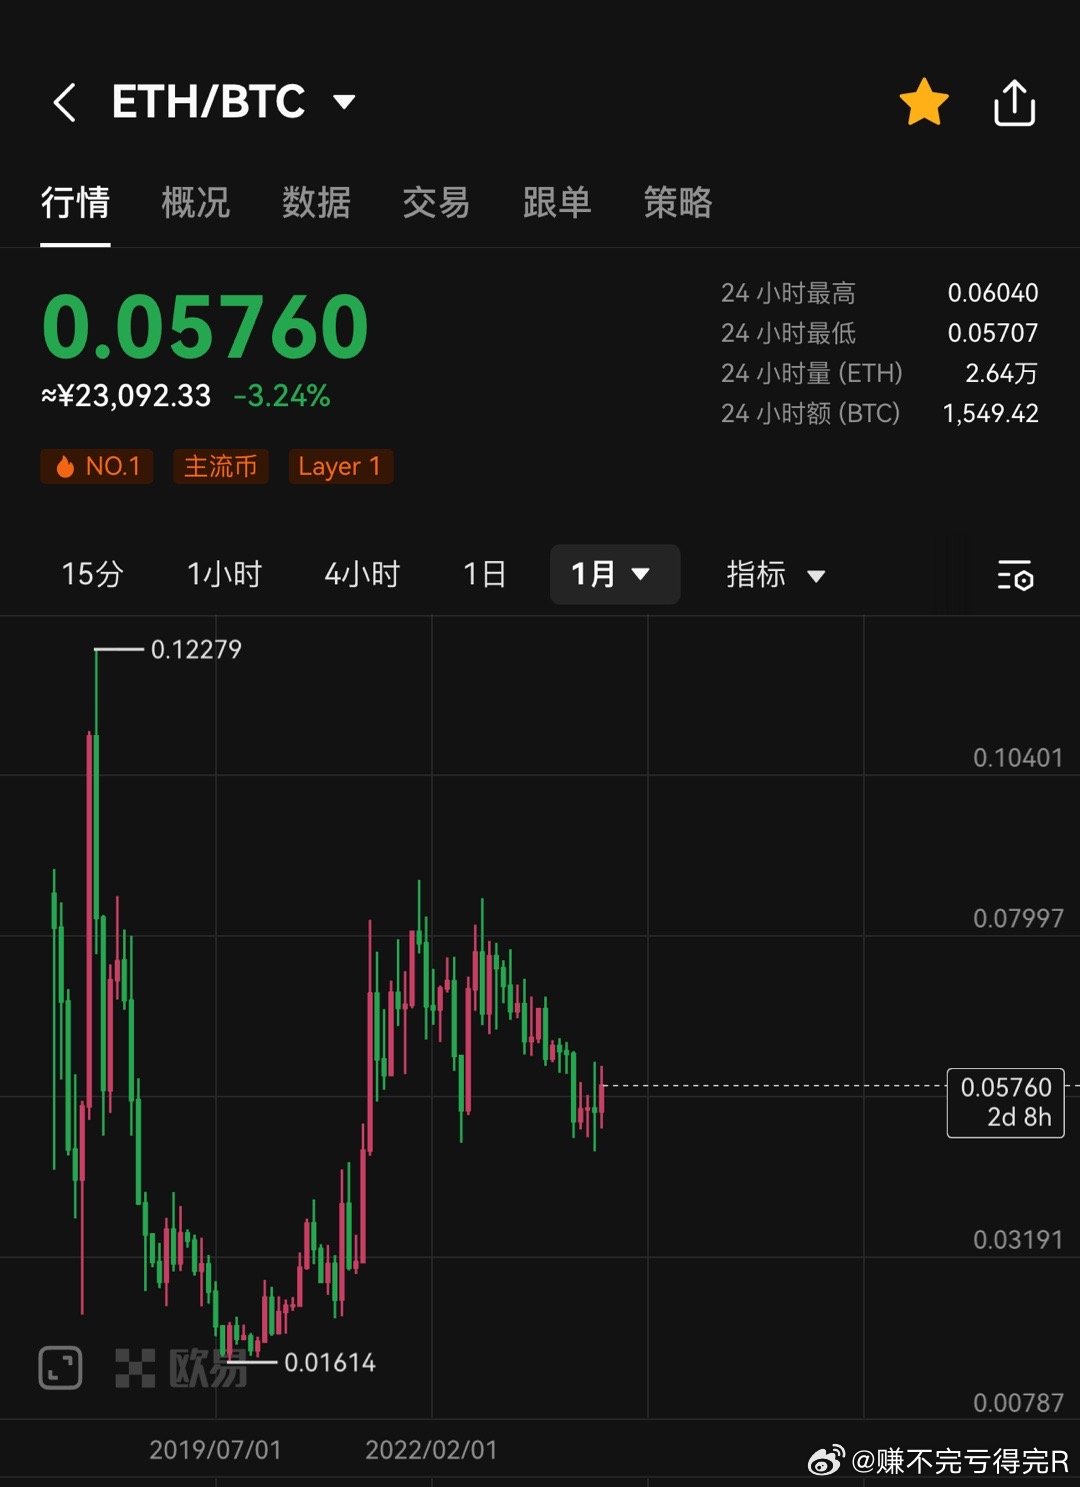 ETH/BTC
行情 概况 数据 交易 跟单 策略
0.05760
≈¥23,092.33 -3.24%
24 小时最高 0.06040
24 小时最低 0.05707
24 小时量 (ETH) 2.64万
24 小时额 (BTC) 1,549.42
NO.1 主流币 Layer 1
15分 1小时 4小时 1日 1月 指标
0.12279
0.10401
0.07997
0.05760
2d 8h
0.03191
0.01614
欧易
0.00787
2019/07/01 2022/02/01
@赚不完亏得完R